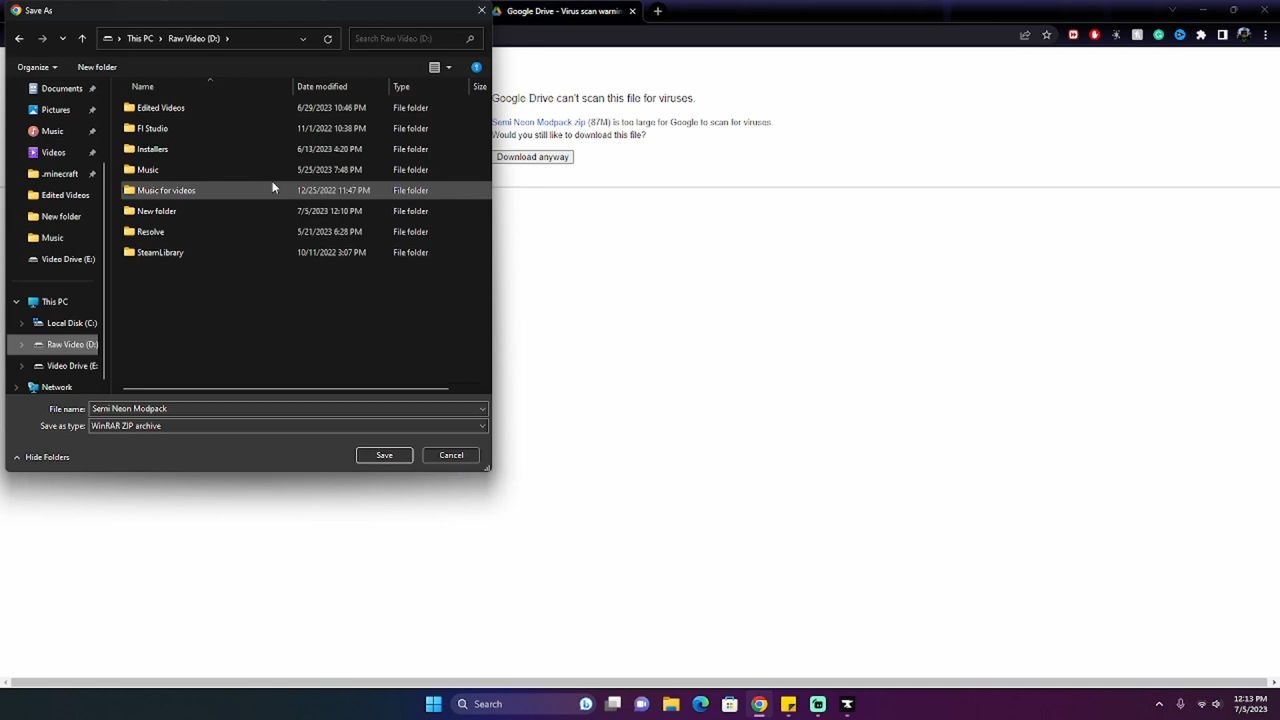 Save As
Google Drive - Virus scan warnin
This PC > Raw Video (D:) >
Search Raw Video (D:)
Organize
New folder
Name
Date modified
Type
Size
Documents
Pictures
Music
Videos
.minecraft
Edited Videos
New folder
Music
Video Drive (E:)
This PC
Local Disk (C:)
Raw Video (D:)
Video Drive (E:
Network
Edited Videos 6/29/2023 10:46 PM File folder
Fl Studio 11/1/2022 10:38 PM File folder
Installers 6/13/2023 4:20 PM File folder
Music 5/25/2023 7:48 PM File folder
Music for videos 12/25/2022 11:47 PM File folder
New folder 7/5/2023 12:10 PM File folder
Resolve 5/21/2023 6:28 PM File folder
SteamLibrary 10/11/2022 3:07 PM File folder
File name: Semi Neon Modpack
Save as type: WinRAR ZIP archive
Hide Folders
Save
Cancel
Google Drive can't scan this file for viruses.
Semi Neon Modpack.zip (87M) is too large for Google to scan for viruses.
Would you still like to download this file?
Download anyway
Search
12:13 PM
7/5/2023